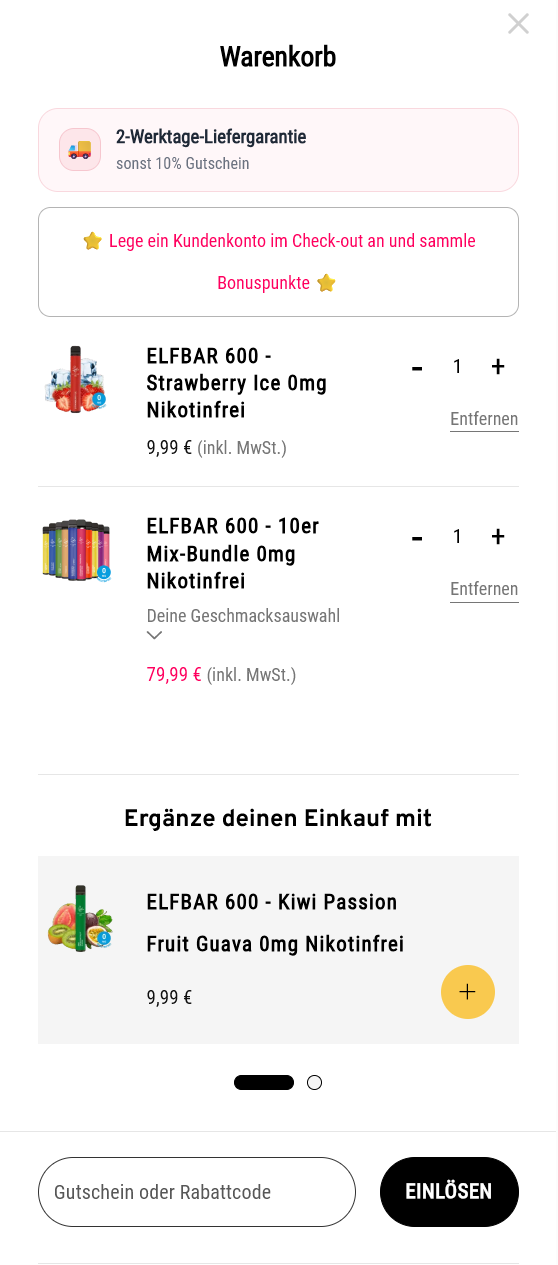 Warenkorb
2-Werktage-Liefergarantie
sonst 10% Gutschein
⭐ Lege ein Kundenkonto im Check-out an und sammle
Bonuspunkte ⭐
ELFBAR 600 -
Strawberry Ice 0mg
Nikotinfrei
- 1 +
Entfernen
9,99 € (inkl. MwSt.)
ELFBAR 600 - 10er
Mix-Bundle 0mg
Nikotinfrei
- 1 +
Entfernen
Deine Geschmacksauswahl
79,99 € (inkl. MwSt.)
Ergänze deinen Einkauf mit
ELFBAR 600 - Kiwi Passion
Fruit Guava 0mg Nikotinfrei
9,99 €
+
Gutschein oder Rabattcode
EINLÖSEN